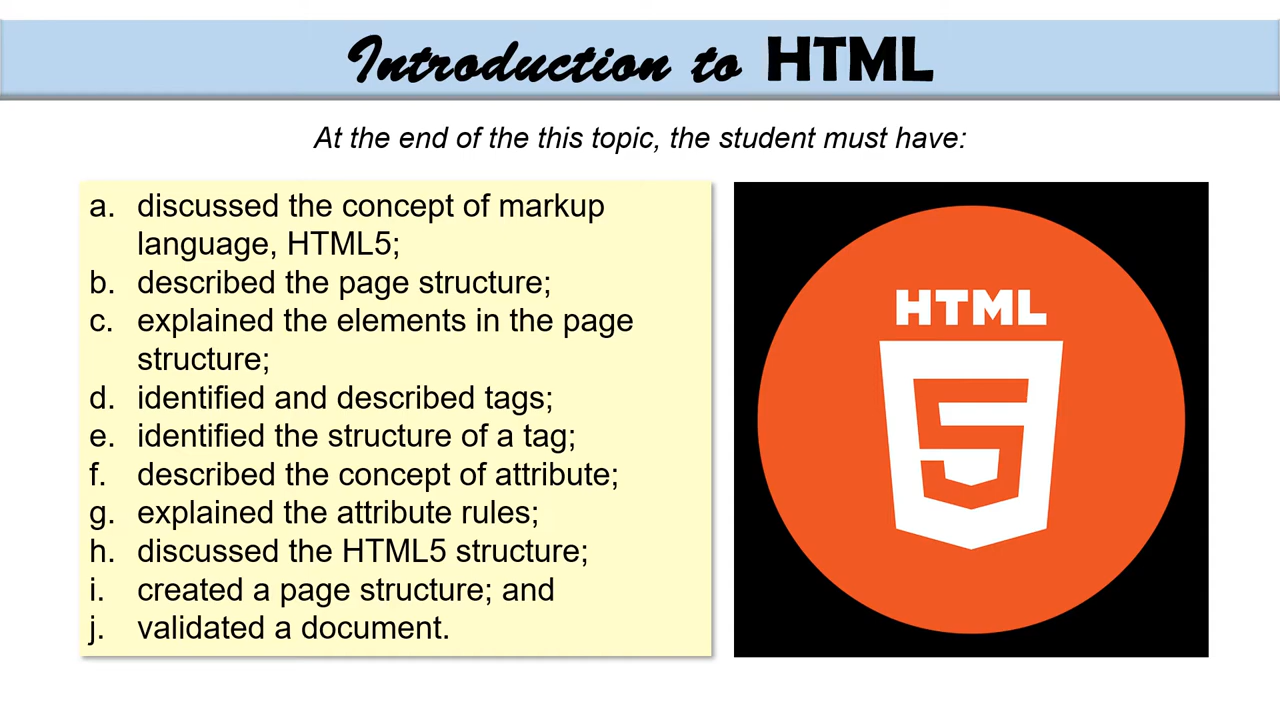 Introduction to HTML
At the end of the this topic, the student must have:
a. discussed the concept of markup
language, HTML5;
b. described the page structure;
c. explained the elements in the page
structure;
d. identified and described tags;
e. identified the structure of a tag;
f. described the concept of attribute;
g. explained the attribute rules;
h. discussed the HTML5 structure;
i. created a page structure; and
j. validated a document.
HTML
5